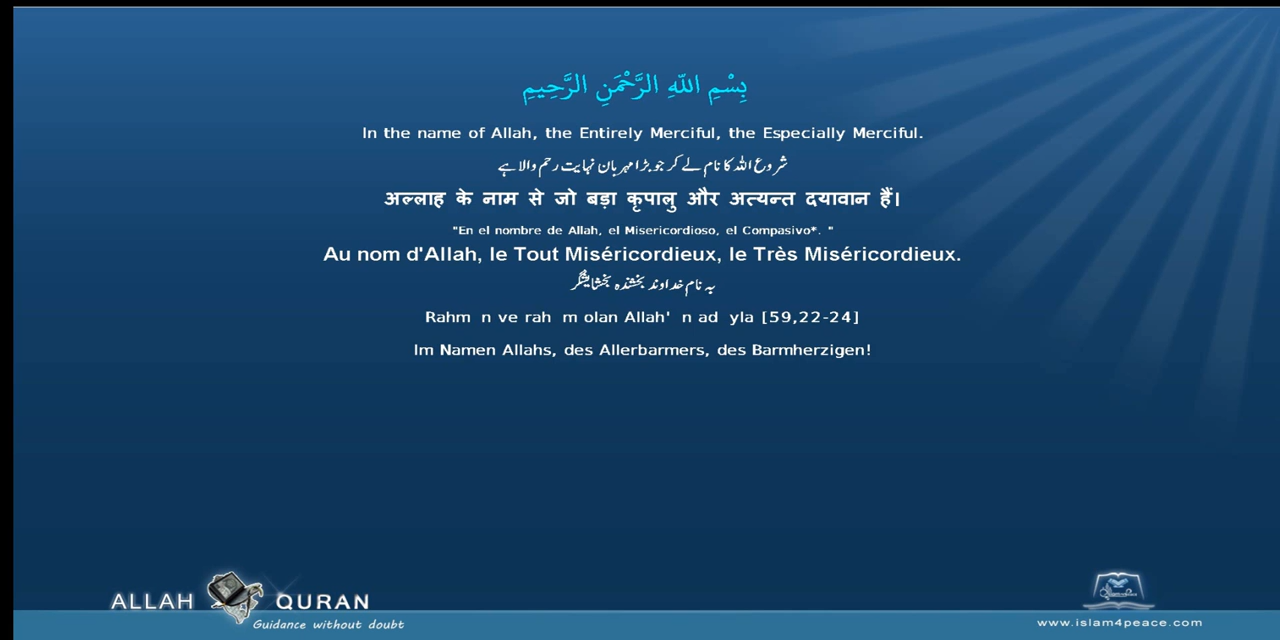 بِسْمِ اللَّهِ الرَّحْمَنِ الرَّحِيمِ
In the name of Allah, the Entirely Merciful, the Especially Merciful.
شروع الله کا نام لے کر جو بڑا مہربان نہایت رحم والا ہے
अल्लाह के नाम से जो बड़ा कृपालु और अत्यन्त दयावान हैं।
"En el nombre de Allah, el Misericordioso, el Compasivo*. "
Au nom d'Allah, le Tout Miséricordieux, le Très Miséricordieux.
به نام خداوند بخشنده بخشایشگر
Rahm n ve rah m olan Allah' n ad yla [59,22-24]
Im Namen Allahs, des Allerbarmers, des Barmherzigen!
ALLAH QURAN
Guidance without doubt
www.islam4peace.com